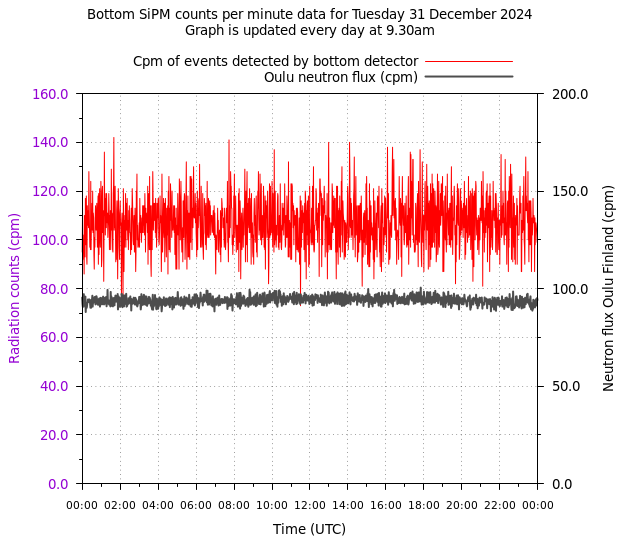 Bottom SiPM counts per minute data for Tuesday 31 December 2024
Graph is updated every day at 9.30am
Cpm of events detected by bottom detector
Oulu neutron flux (cpm)
160.0
140.0
120.0
100.0
80.0
60.0
40.0
20.0
0.0
Radiation counts (cpm)
200.0
150.0
100.0
50.0
0.0
Neutron flux Oulu Finland (cpm)
00:00 02:00 04:00 06:00 08:00 10:00 12:00 14:00 16:00 18:00 20:00 22:00 00:00
Time (UTC)